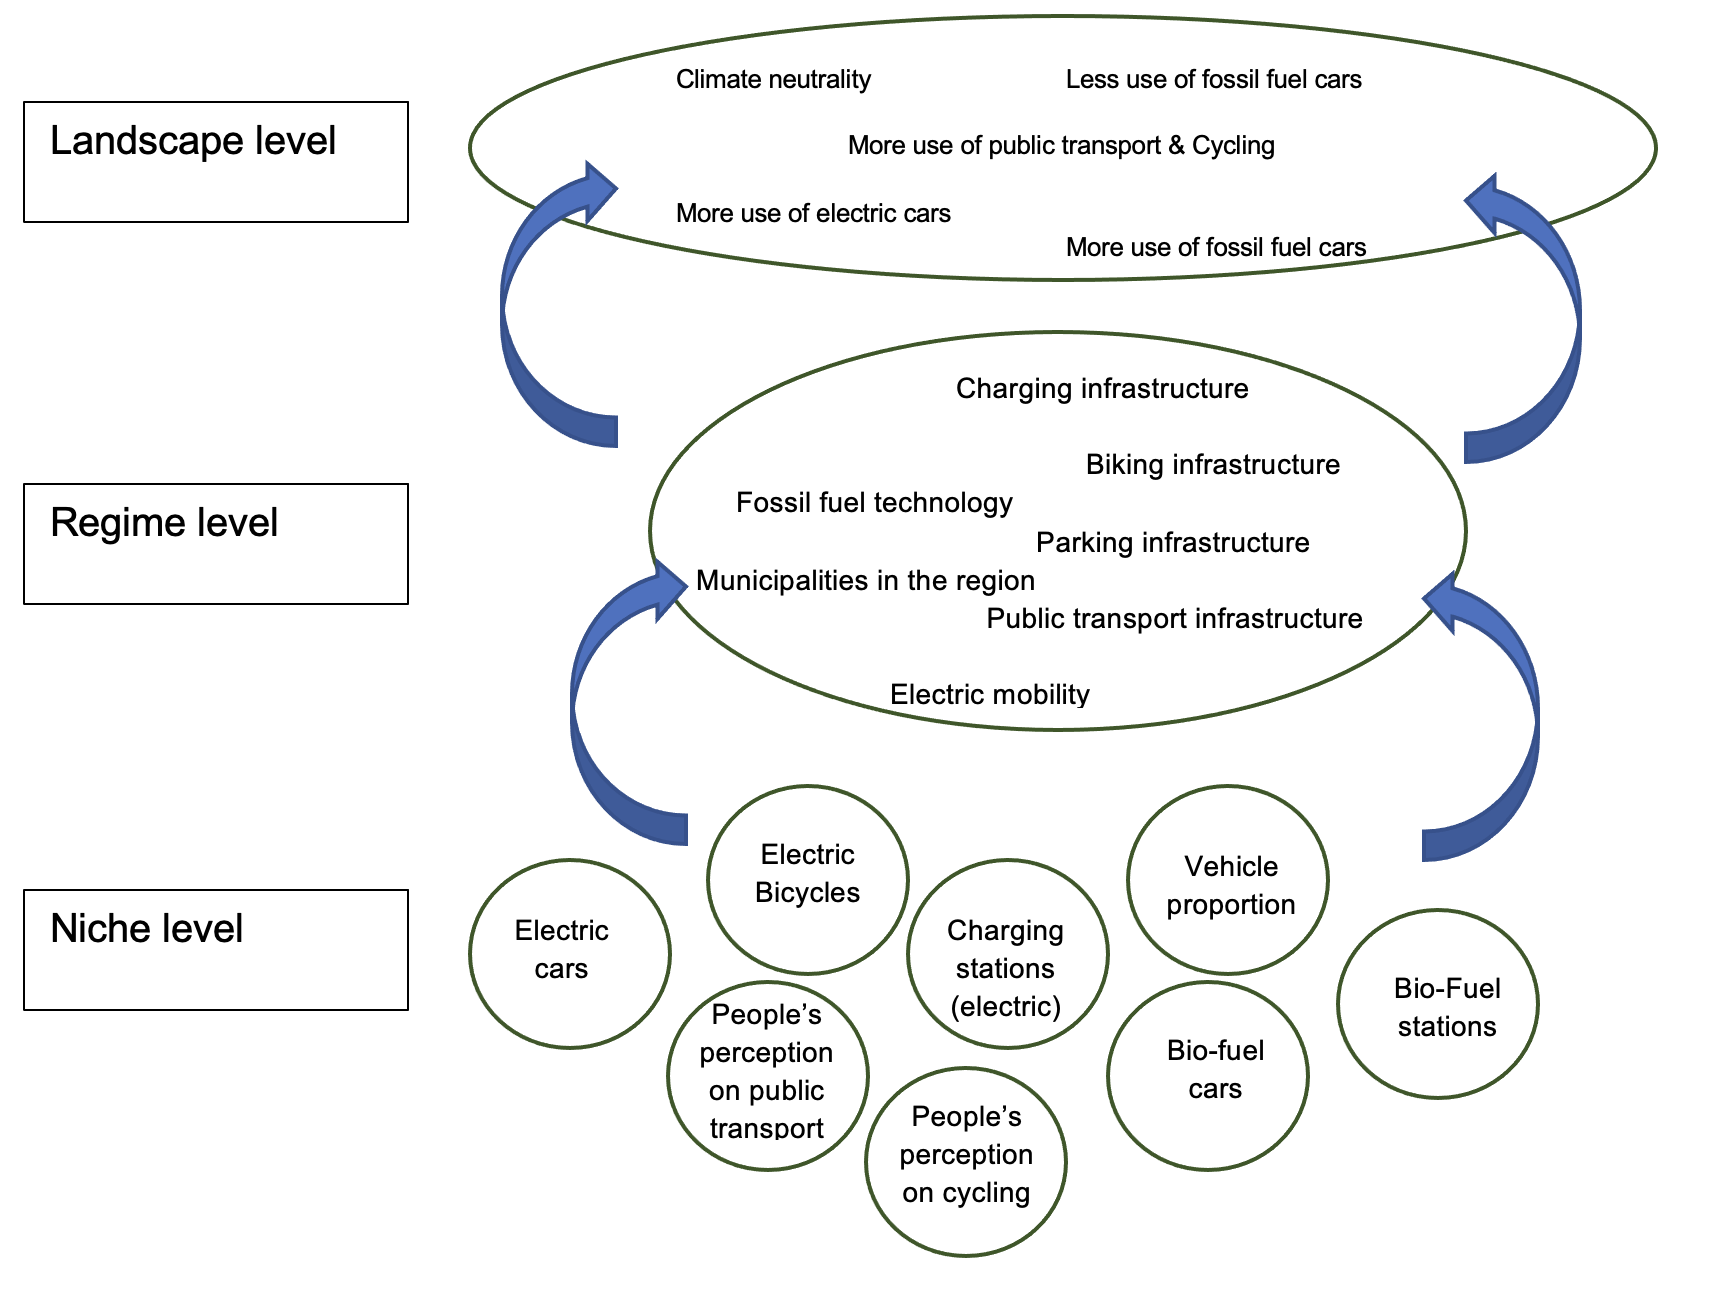 Climate neutrality
Less use of fossil fuel cars
Landscape level
More use of public transport & Cycling
More use of electric cars
More use of fossil fuel cars
Charging infrastructure
Biking infrastructure
Fossil fuel technology
Regime level
Parking infrastructure
Municipalities in the region
Public transport infrastructure
Electric mobility
Niche level
Electric
cars
Electric
Bicycles
Charging
stations
(electric)
Vehicle
proportion
Bio-Fuel
stations
People’s
perception
on public
transport
People’s
perception
on cycling
Bio-fuel
cars